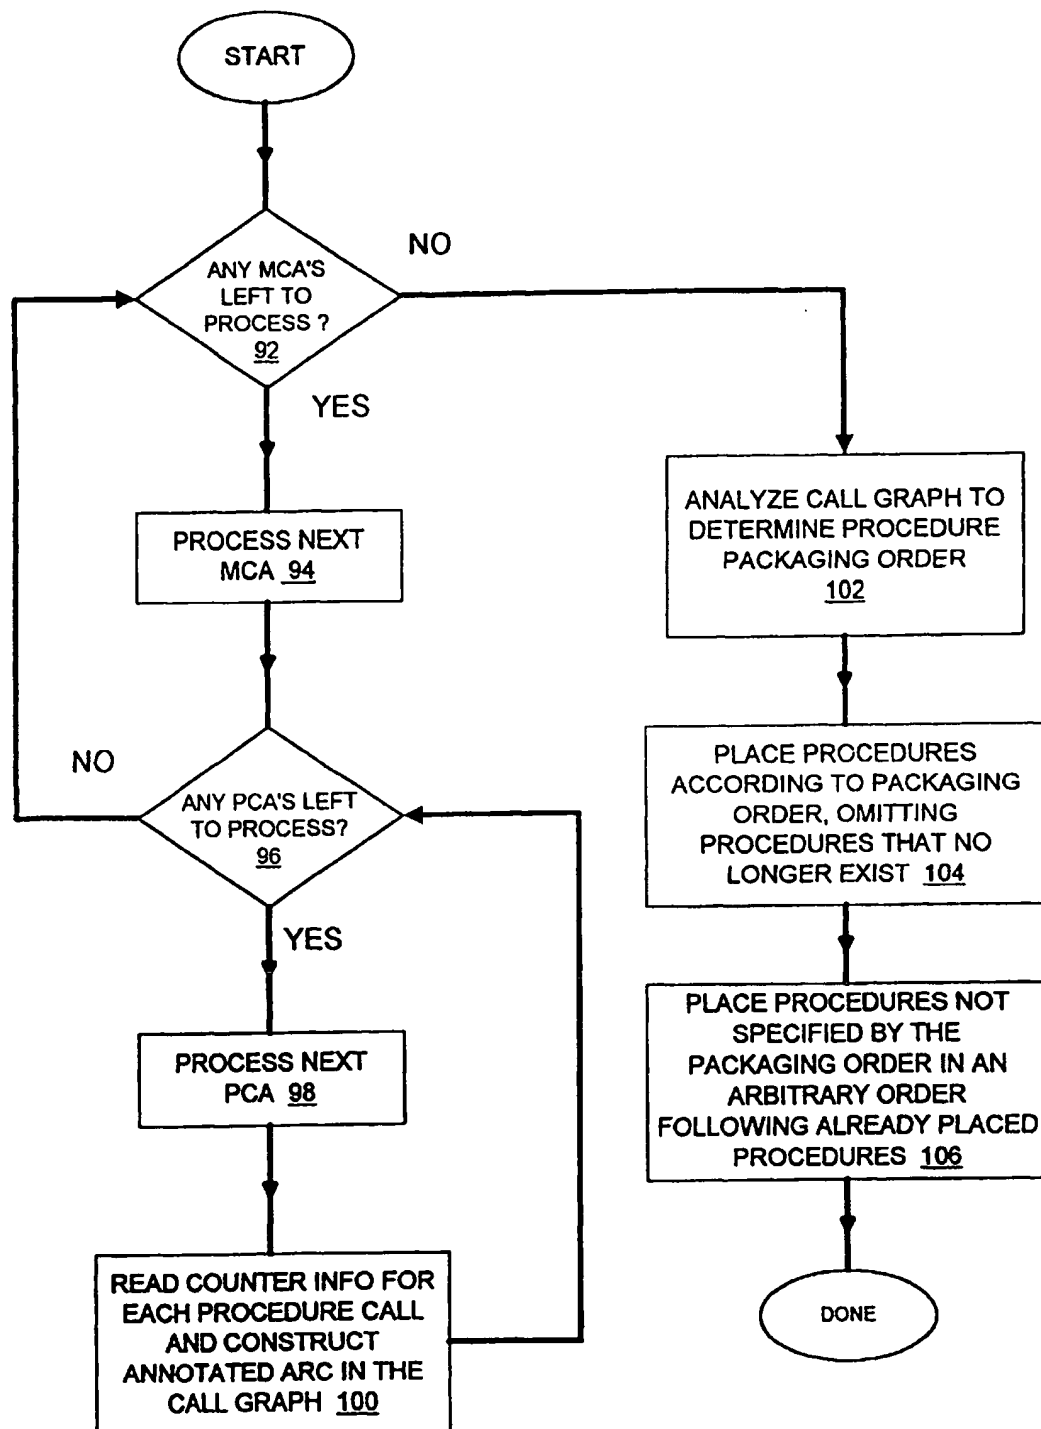 START
ANY MCA'S
LEFT TO
PROCESS ?
92
NO
YES
PROCESS NEXT
MCA 94
NO
ANY PCA'S LEFT
TO PROCESS?
96
YES
PROCESS NEXT
PCA 98
READ COUNTER INFO FOR
EACH PROCEDURE CALL
AND CONSTRUCT
ANNOTATED ARC IN THE
CALL GRAPH 100
ANALYZE CALL GRAPH TO
DETERMINE PROCEDURE
PACKAGING ORDER
102
PLACE PROCEDURES
ACCORDING TO PACKAGING
ORDER, OMITTING
PROCEDURES THAT NO
LONGER EXIST 104
PLACE PROCEDURES NOT
SPECIFIED BY THE
PACKAGING ORDER IN AN
ARBITRARY ORDER
FOLLOWING ALREADY PLACED
PROCEDURES 106
DONE